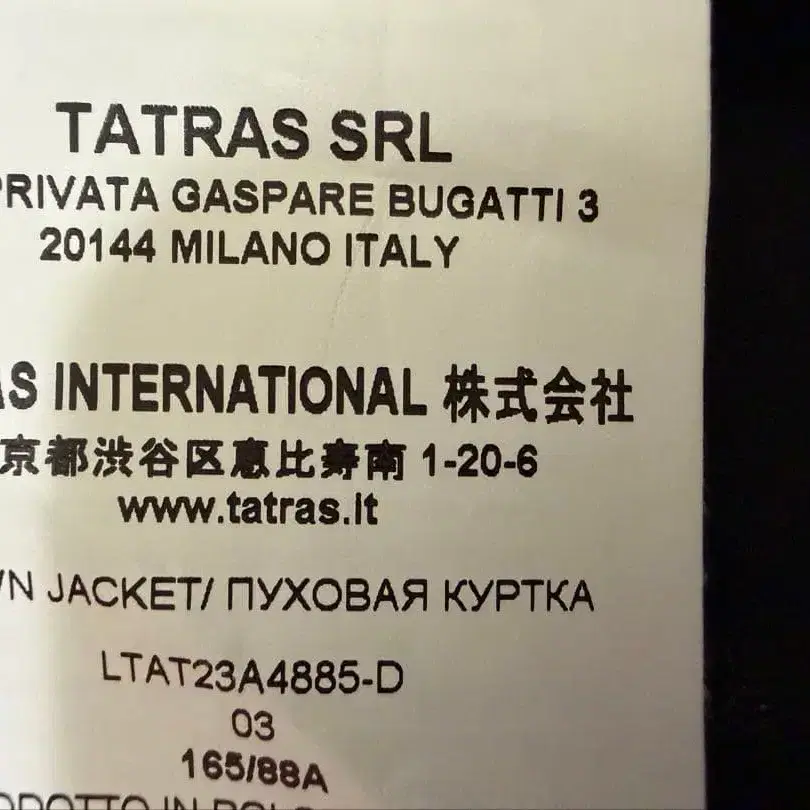 TATRAS SRL
PRIVATA GASPARE BUGATTI 3
20144 MILANO ITALY
AS INTERNATIONAL 株式会社
京都渋谷区恵比寿南 1-20-6
www.tatras.it
WN JACKET/ ПУХОВАЯ КУРТКА
LTAT23A4885-D
03
165/88A